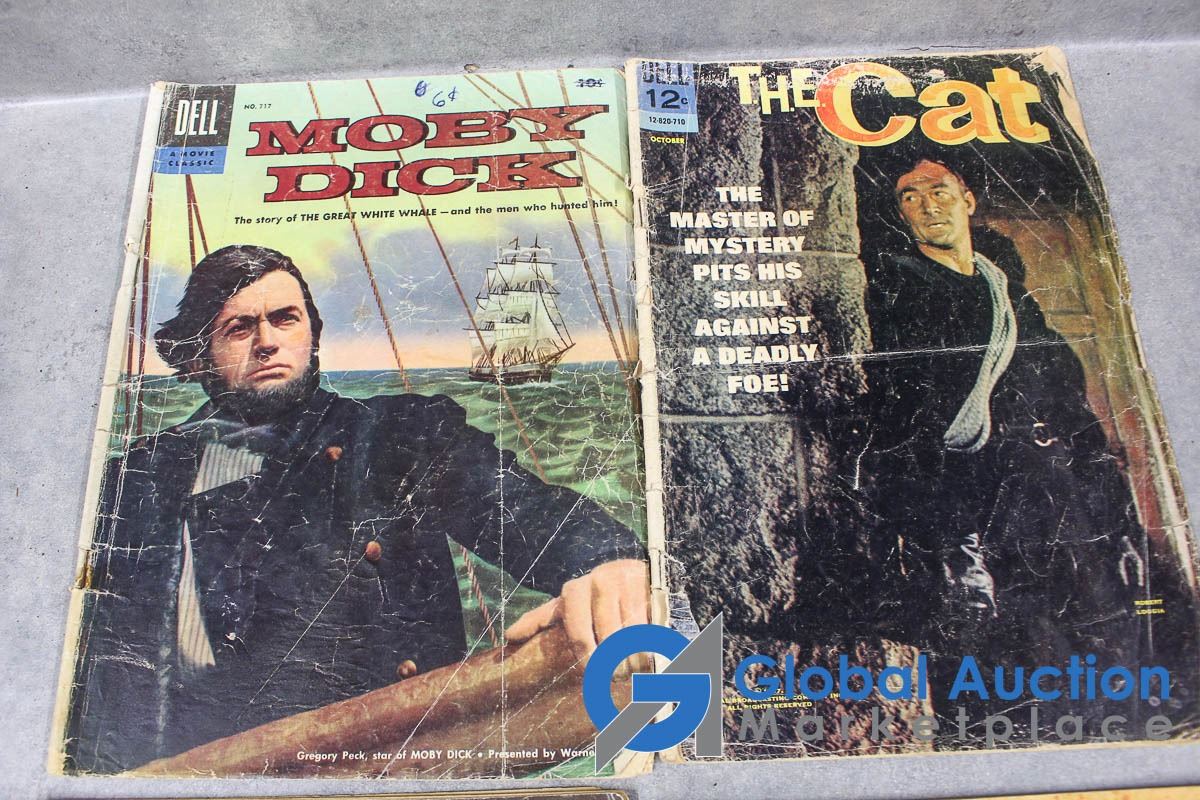 DELL
NO. 717
6¢
10¢
A MOVIE
CLASSIC
MOBY
DICK
The story of THE GREAT WHITE WHALE — and the men who hunted him!
Gregory Peck, star of MOBY DICK • Presented by Warne
DELL
12c
12-820-710
OCTOBER
T.H.E. Cat
THE
MASTER OF
MYSTERY
PITS HIS
SKILL
AGAINST
A DEADLY
FOE!
ROBERT
LOGGIA
ALL RIGHTS RESERVED
Global Auction
Marketplace